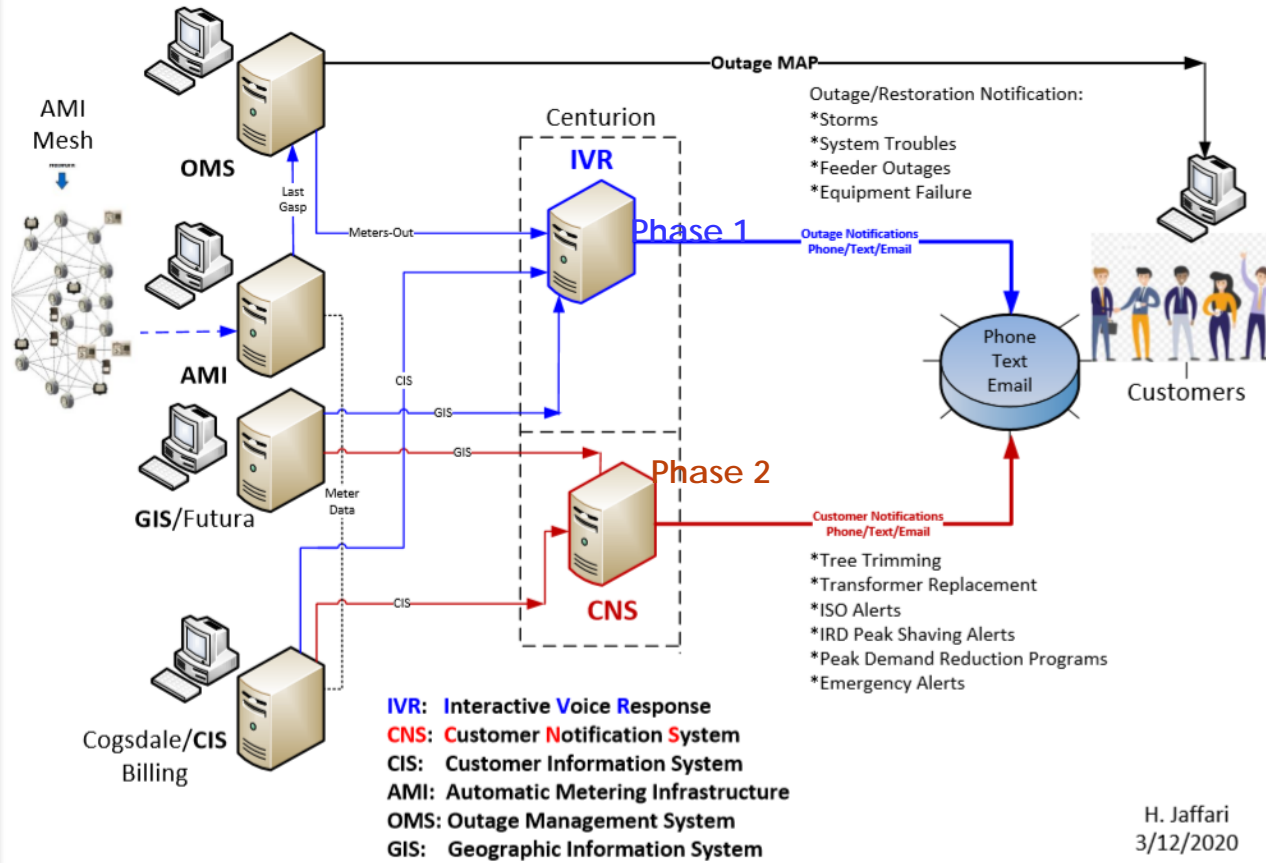 Outage MAP
Outage/Restoration Notification:
*Storms
*System Troubles
*Feeder Outages
*Equipment Failure
AMI
Mesh
OMS
Last
Gasp
Meters-Out
Centurion
IVR
Phase 1
Outage Notifications
Phone/Text/Email
AMI
CIS
GIS
GIS
Phone
Text
Email
Customers
GIS/Futura
Meter
Data
Phase 2
CNS
Customer Notifications
Phone/Text/Email
*Tree Trimming
*Transformer Replacement
*ISO Alerts
*IRD Peak Shaving Alerts
*Peak Demand Reduction Programs
*Emergency Alerts
CIS
Cogsdale/CIS
Billing
IVR: Interactive Voice Response
CNS: Customer Notification System
CIS: Customer Information System
AMI: Automatic Metering Infrastructure
OMS: Outage Management System
GIS: Geographic Information System
H. Jaffari
3/12/2020